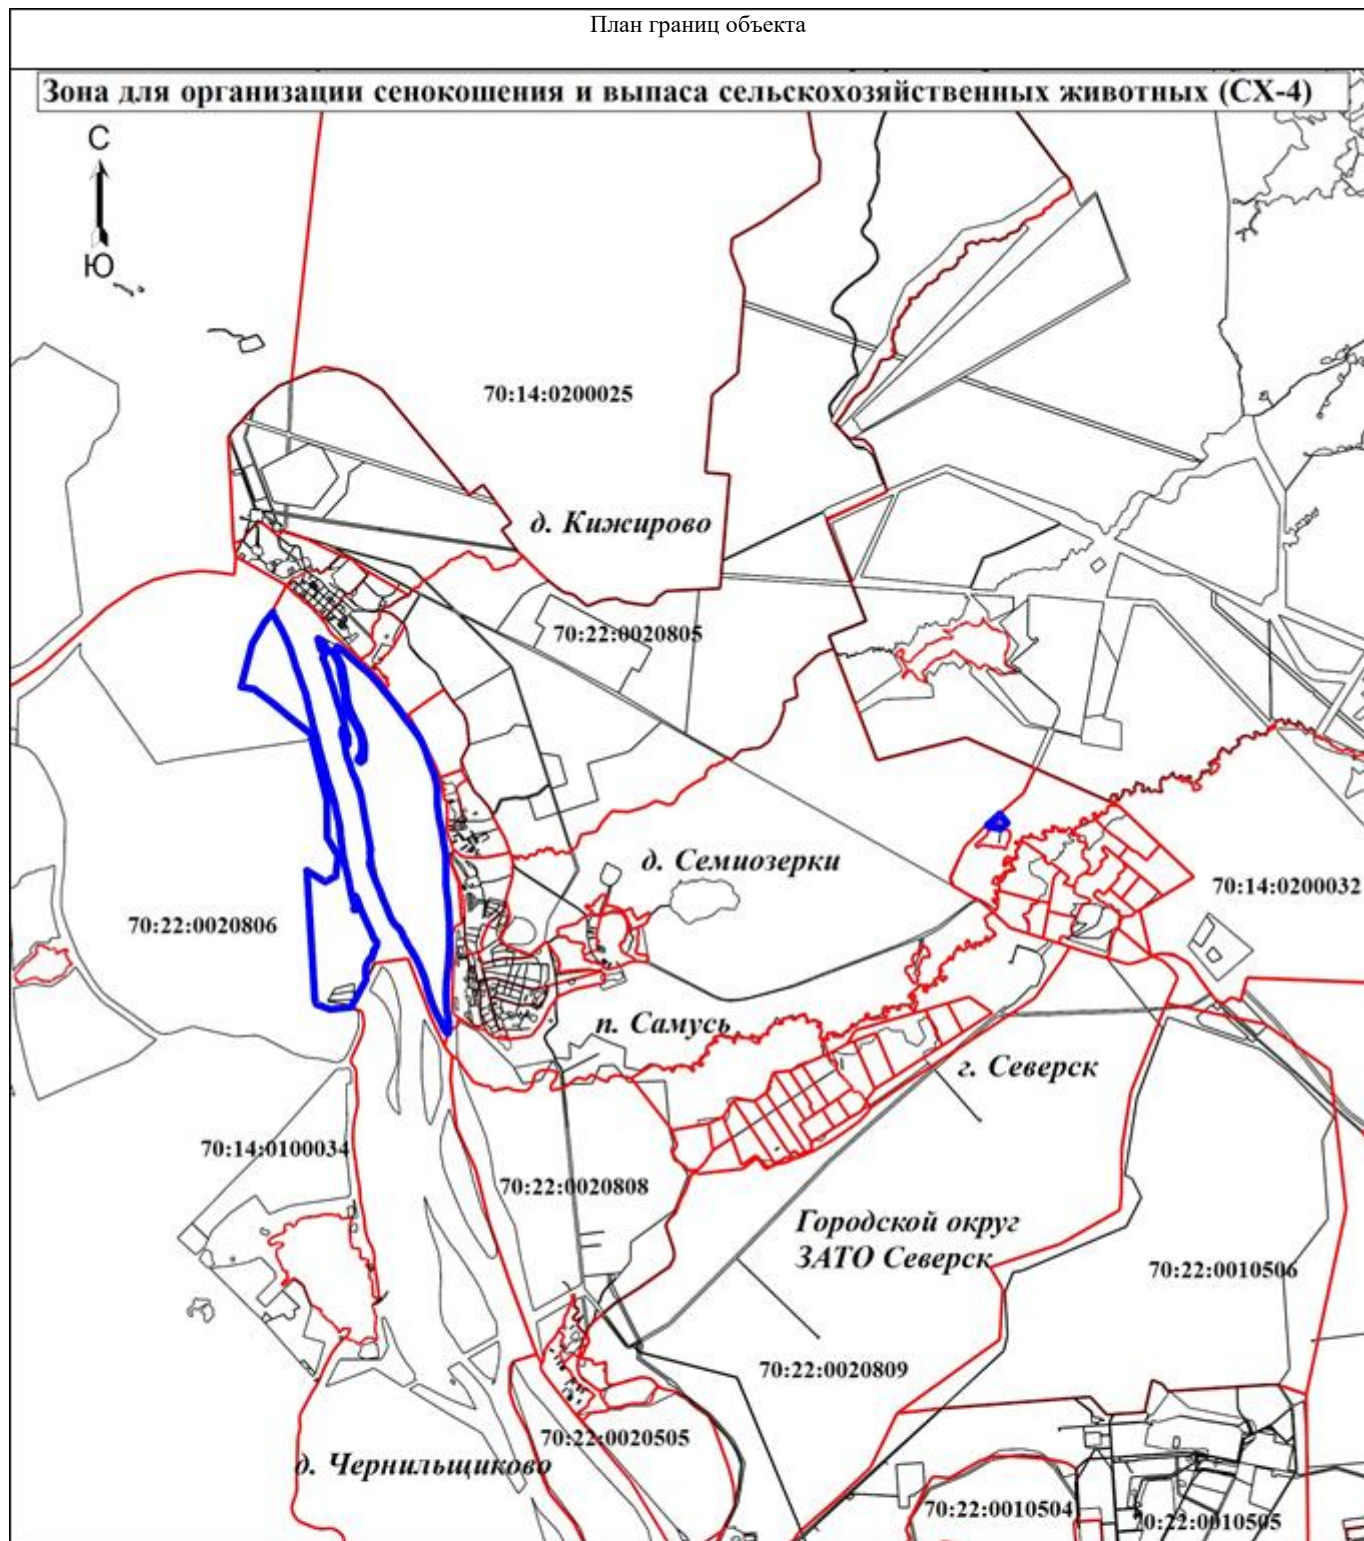 План границ объекта
Зона для организации сенокошения и выпаса сельскохозяйственных животных (СХ-4)
С
Ю
70:14:0200025
д. Кижирово
70:22:0020805
д. Семиозерки
70:14:0200032
70:22:0020806
п. Самусь
г. Северск
70:14:0100034
70:22:0020808
Городской округ
ЗАТО Северск
70:22:0010506
70:22:0020809
70:22:0020505
д. Чернильщиково
70:22:0010504
70:22:0010505